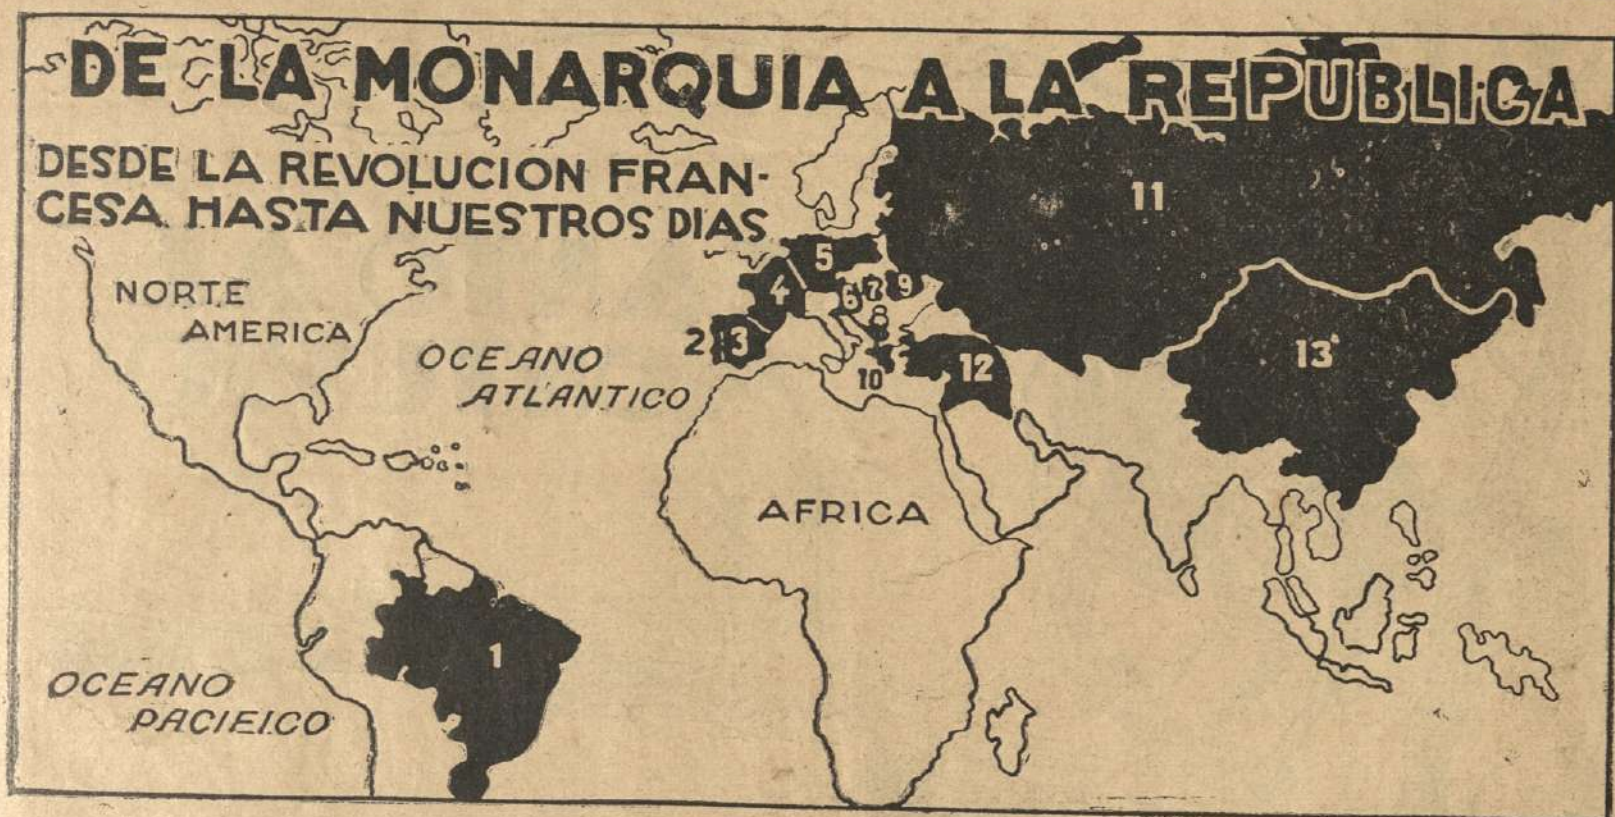 DE LA MONARQUIA A LA REPUBLICA
DESDE LA REVOLUCION FRAN-
CESA HASTA NUESTROS DIAS
NORTE
AMERICA
OCEANO
ATLANTICO
AFRICA
OCEANO
PACIFICO
1
2
3
4
5
6
7
8
9
10
11
12
13